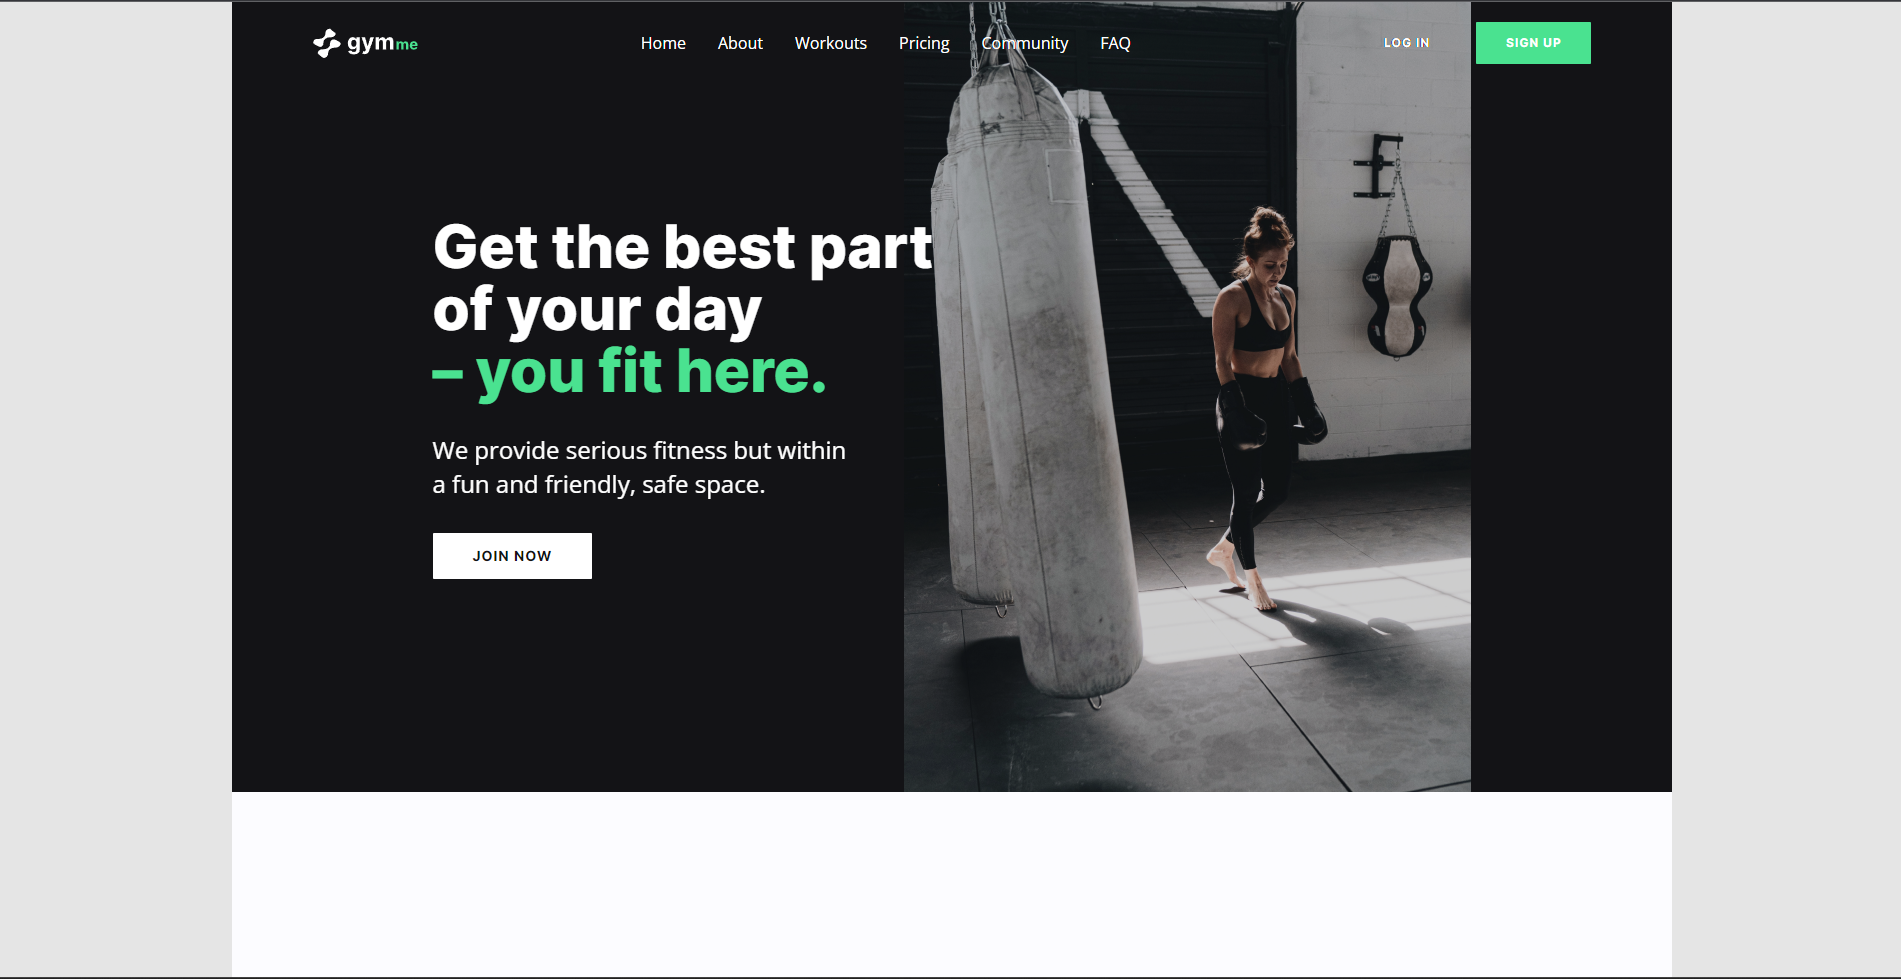 gymme
Home About Workouts Pricing Community FAQ
LOG IN
SIGN UP
Get the best part
of your day
– you fit here.
We provide serious fitness but within
a fun and friendly, safe space.
JOIN NOW